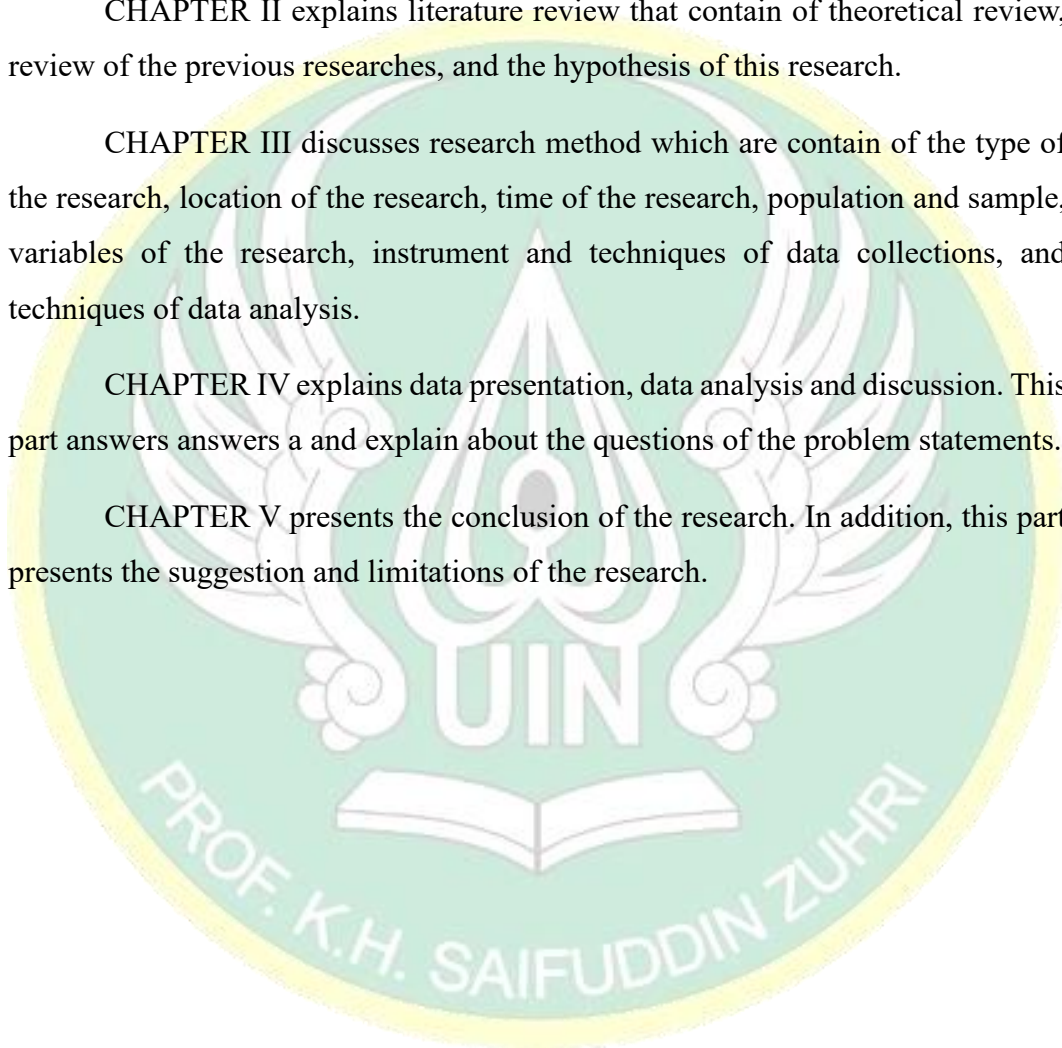 CHAPTER II explains literature review that contain of theoretical review,
review of the previous researches, and the hypothesis of this research.
CHAPTER III discusses research method which are contain of the type of
the research, location of the research, time of the research, population and sample,
variables of the research, instrument and techniques of data collections, and
techniques of data analysis.
CHAPTER IV explains data presentation, data analysis and discussion. This
part answers answers a and explain about the questions of the problem statements.
CHAPTER V presents the conclusion of the research. In addition, this part
presents the suggestion and limitations of the research.
UIN
PROF. K.H. SAIFUDDIN ZUHRI